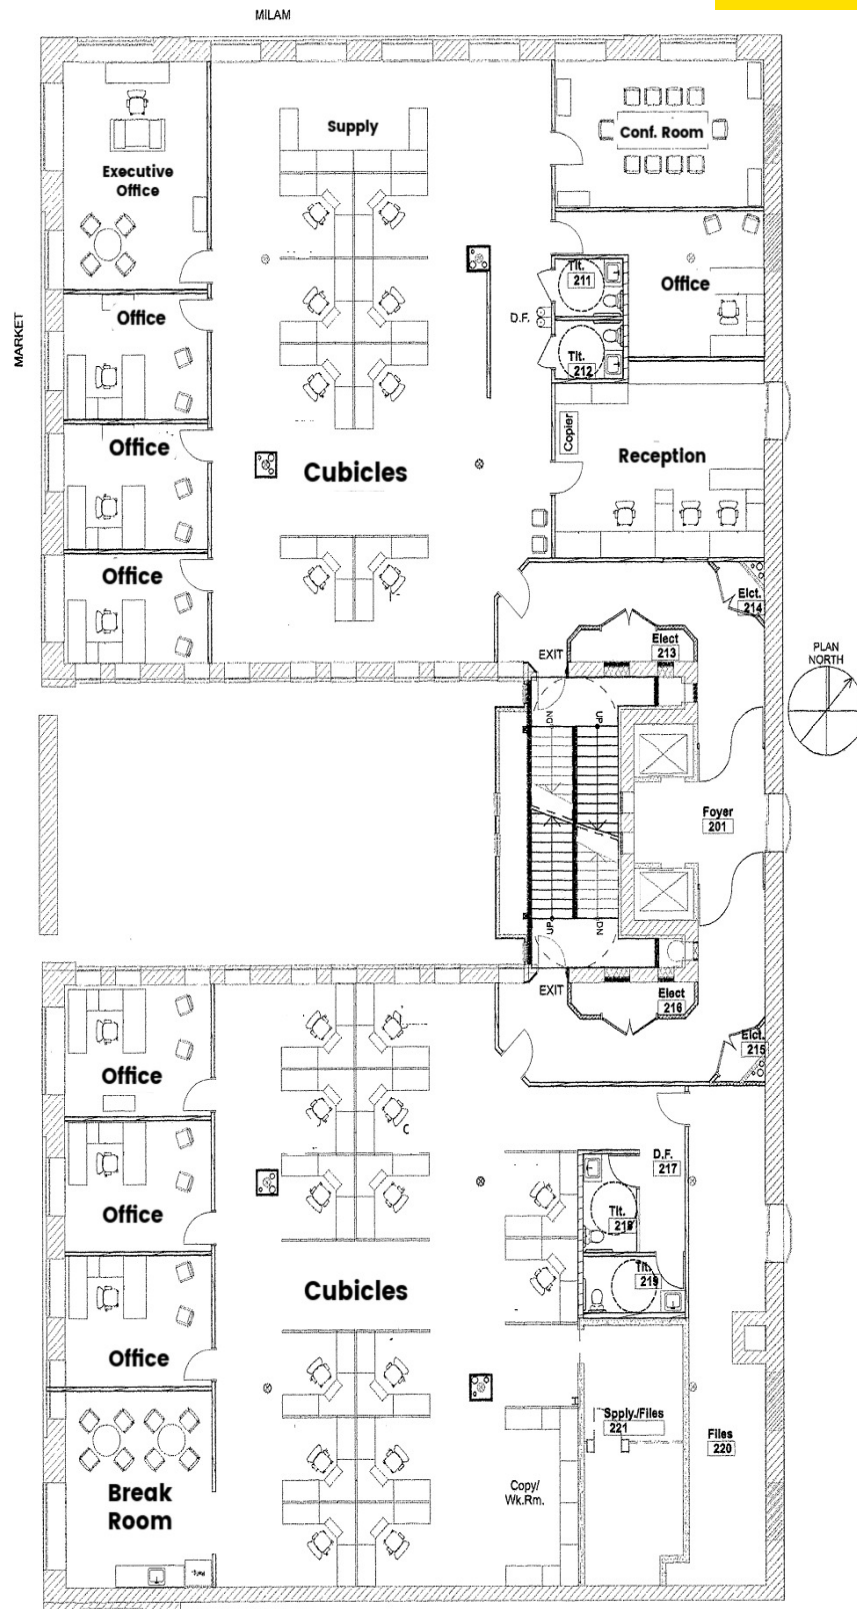 MILAM
MARKET
Supply
Executive
Office
Conf. Room
Office
Tlt.
211
D.F.
Tlt.
212
Office
Office
Copier
Reception
Cubicles
Office
Elct.
214
Elect
213
EXIT
PLAN
NORTH
DN
UP
Foyer
201
UP
DN
EXIT
Elect
216
Elct.
215
Office
D.F.
217
Office
Tlt.
218
Tlt.
219
Cubicles
Office
Spply./Files
221
Files
220
Copy/
Wk.Rm.
Break
Room
Refg.